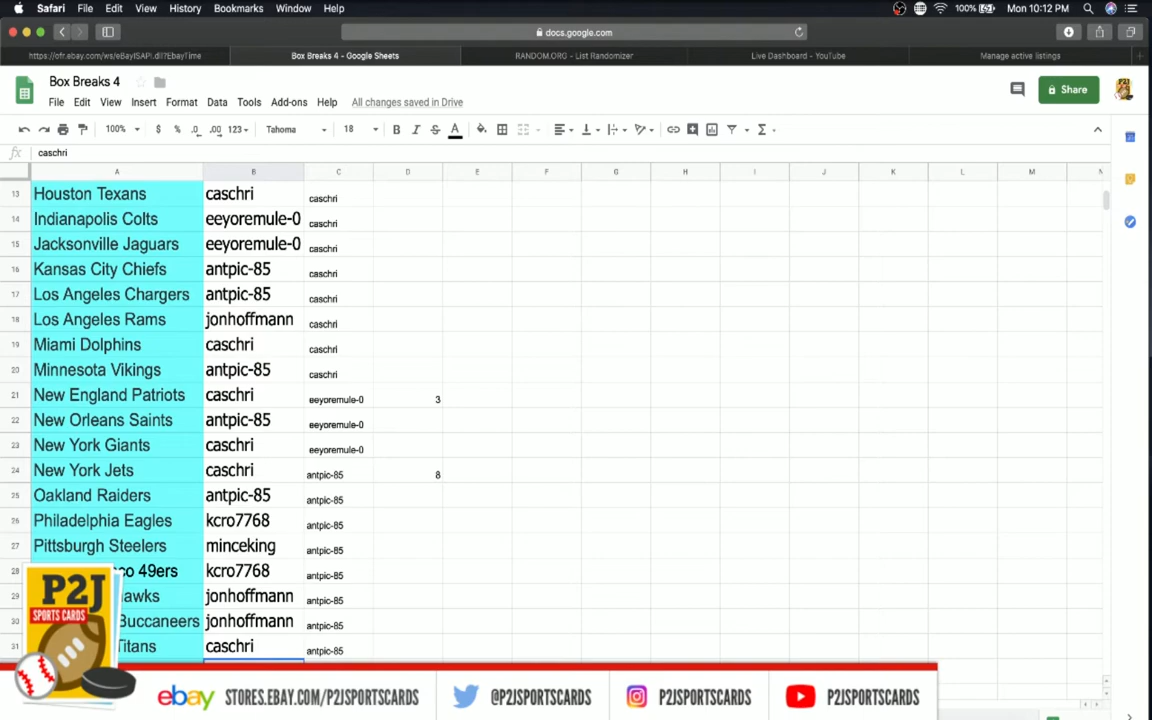 Safari File Edit View History Bookmarks Window Help 100% Mon 10:12 PM
docs.google.com
https://ofr.ebay.com/ws/eBayISAPI.dll?EbayTime Box Breaks 4 - Google Sheets RANDOM.ORG - List Randomizer Live Dashboard - YouTube Manage active listings
Box Breaks 4
File Edit View Insert Format Data Tools Add-ons Help All changes saved in Drive Share
100% $ % .0 .00 123 Tahoma 18 B I S A
fx caschri
A B C D E F G H I J K L M N
13 Houston Texans caschri caschri
14 Indianapolis Colts eeyoremule-0 caschri
15 Jacksonville Jaguars eeyoremule-0 caschri
16 Kansas City Chiefs antpic-85 caschri
17 Los Angeles Chargers antpic-85 caschri
18 Los Angeles Rams jonhoffmann caschri
19 Miami Dolphins caschri caschri
20 Minnesota Vikings antpic-85 caschri
21 New England Patriots caschri eeyoremule-0 3
22 New Orleans Saints antpic-85 eeyoremule-0
23 New York Giants caschri eeyoremule-0
24 New York Jets caschri antpic-85 8
25 Oakland Raiders antpic-85 antpic-85
26 Philadelphia Eagles kcro7768 antpic-85
27 Pittsburgh Steelers minceking antpic-85
28 co 49ers kcro7768 antpic-85
29 awks jonhoffmann antpic-85
30 Buccaneers jonhoffmann antpic-85
31 Titans caschri antpic-85
P2J
SPORTS CARDS
ebay STORES.EBAY.COM/P2JSPORTSCARDS @P2JSPORTSCARDS P2JSPORTSCARDS P2JSPORTSCARDS